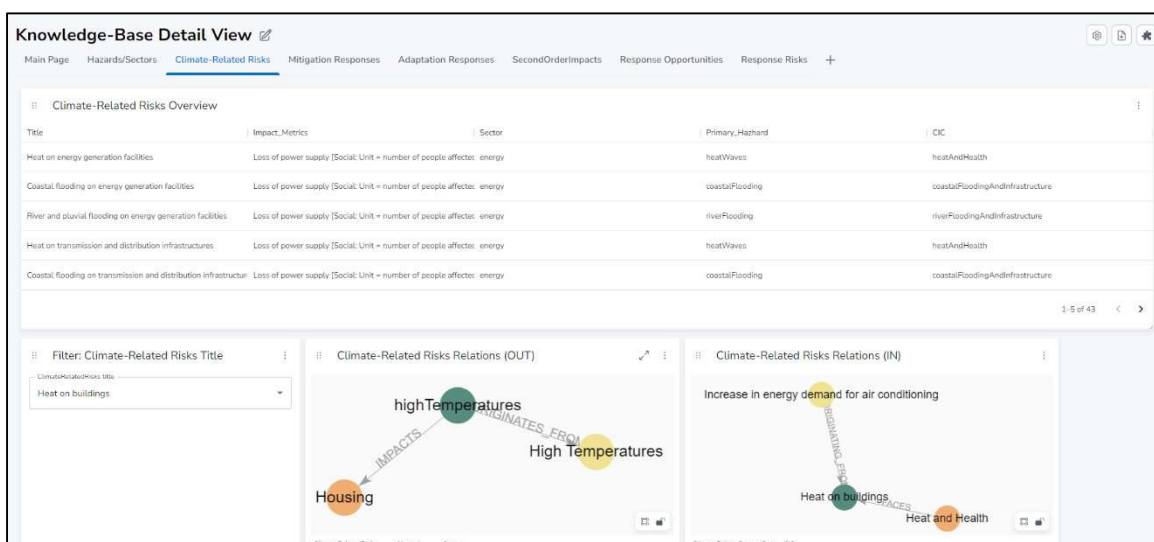 Knowledge-Base Detail View
Main Page Hazards/Sectors Climate-Related Risks Mitigation Responses Adaptation Responses SecondOrderImpacts Response Opportunities Response Risks +
Climate-Related Risks Overview
Title Impact_Metrics Sector Primary_Hazhard CIC
Heat on energy generation facilities Loss of power supply [Social: Unit = number of people affected energy heatWaves heatAndHealth
Coastal flooding on energy generation facilities Loss of power supply [Social: Unit = number of people affected energy coastalFlooding coastalFloodingAndInfrastructure
River and pluvial flooding on energy generation facilities Loss of power supply [Social: Unit = number of people affected energy riverFlooding riverFloodingAndInfrastructure
Heat on transmission and distribution infrastructures Loss of power supply [Social: Unit = number of people affected energy heatWaves heatAndHealth
Coastal flooding on transmission and distribution infrastructur Loss of power supply [Social: Unit = number of people affected energy coastalFlooding coastalFloodingAndInfrastructure
1-5 of 43
Filter: Climate-Related Risks Title
ClimateRelatedRisks title
Heat on buildings
Climate-Related Risks Relations (OUT)
highTemperatures
IMPACTS
ORIGINATES_FROM
High Temperatures
Housing
Climate-Related Risks Relations (IN)
Increase in energy demand for air conditioning
ORIGINATING_FROM
Heat on buildings
FACES
Heat and Health